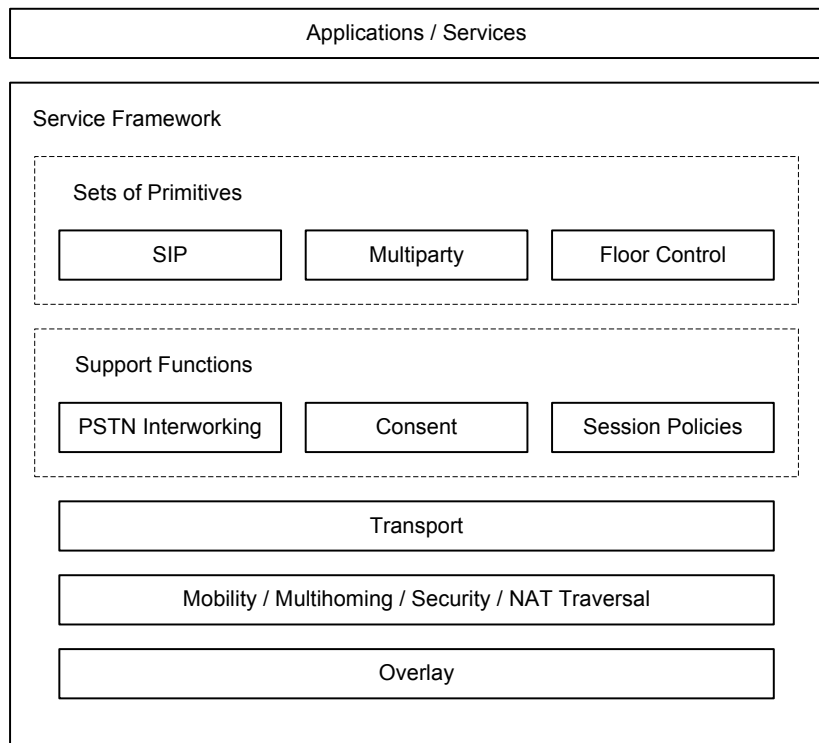 Applications / Services
Service Framework
Sets of Primitives
SIP
Multiparty
Floor Control
Support Functions
PSTN Interworking
Consent
Session Policies
Transport
Mobility / Multihoming / Security / NAT Traversal
Overlay